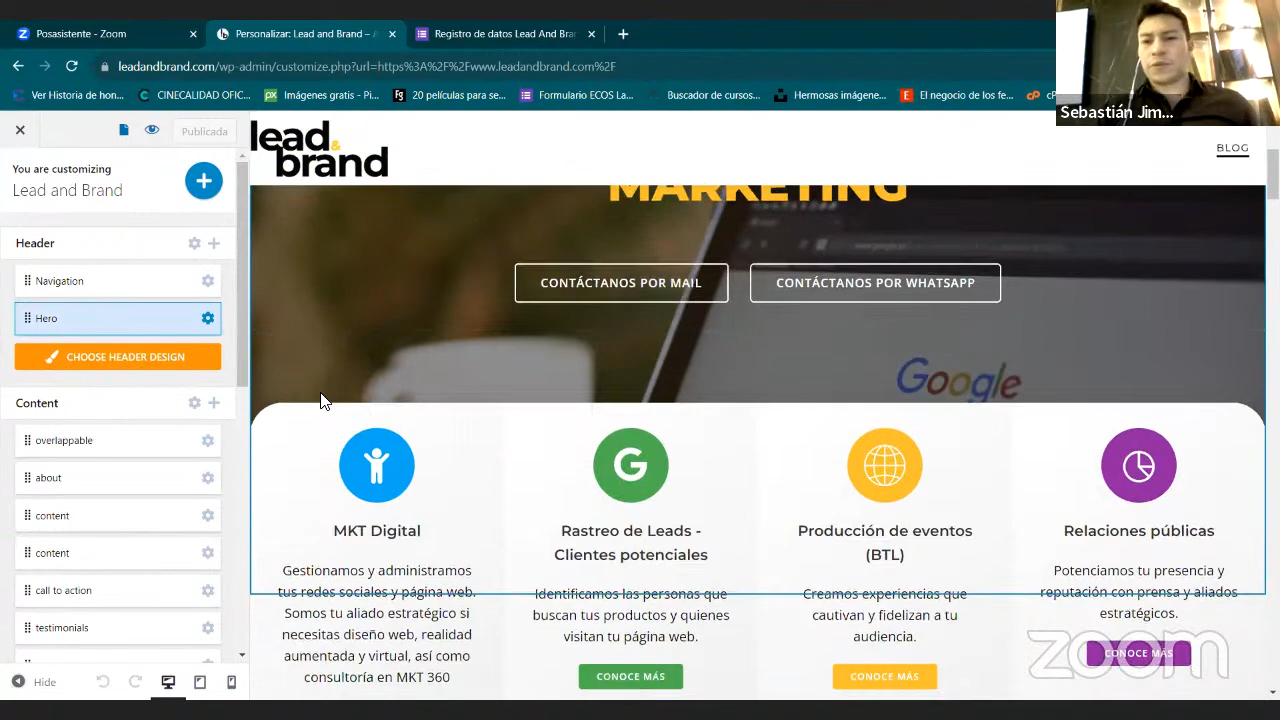 Posasistente - Zoom
Personalizar: Lead and Brand – A
Registro de datos Lead And Bra
leadandbrand.com/wp-admin/customize.php?url=https%3A%2F%2Fwww.leadandbrand.com%2F
Ver Historia de hon...
CINECALIDAD OFIC...
Imágenes gratis - Pi...
20 películas para se...
Formulario ECOS La...
Buscador de cursos...
Hermosas imágene...
El negocio de los fe...
Sebastián Jim...
Publicada
You are customizing
Lead and Brand
Header
Navigation
Hero
CHOOSE HEADER DESIGN
Content
overlappable
about
content
content
call to action
testimonials
Hide
lead &
brand
BLOG
MARKETING
CONTÁCTANOS POR MAIL
CONTÁCTANOS POR WHATSAPP
Google
MKT Digital
Gestionamos y administramos
tus redes sociales y página web.
Somos tu aliado estratégico si
necesitas diseño web, realidad
aumentada y virtual, así como
consultoría en MKT 360
G
Rastreo de Leads -
Clientes potenciales
Identificamos las personas que
buscan tus productos y quienes
visitan tu página web.
CONOCE MÁS
Producción de eventos
(BTL)
Creamos experiencias que
cautivan y fidelizan a tu
audiencia.
CONOCE MÁS
Relaciones públicas
Potenciamos tu presencia y
reputación con prensa y aliados
estratégicos.
CONOCE MÁS
zoom